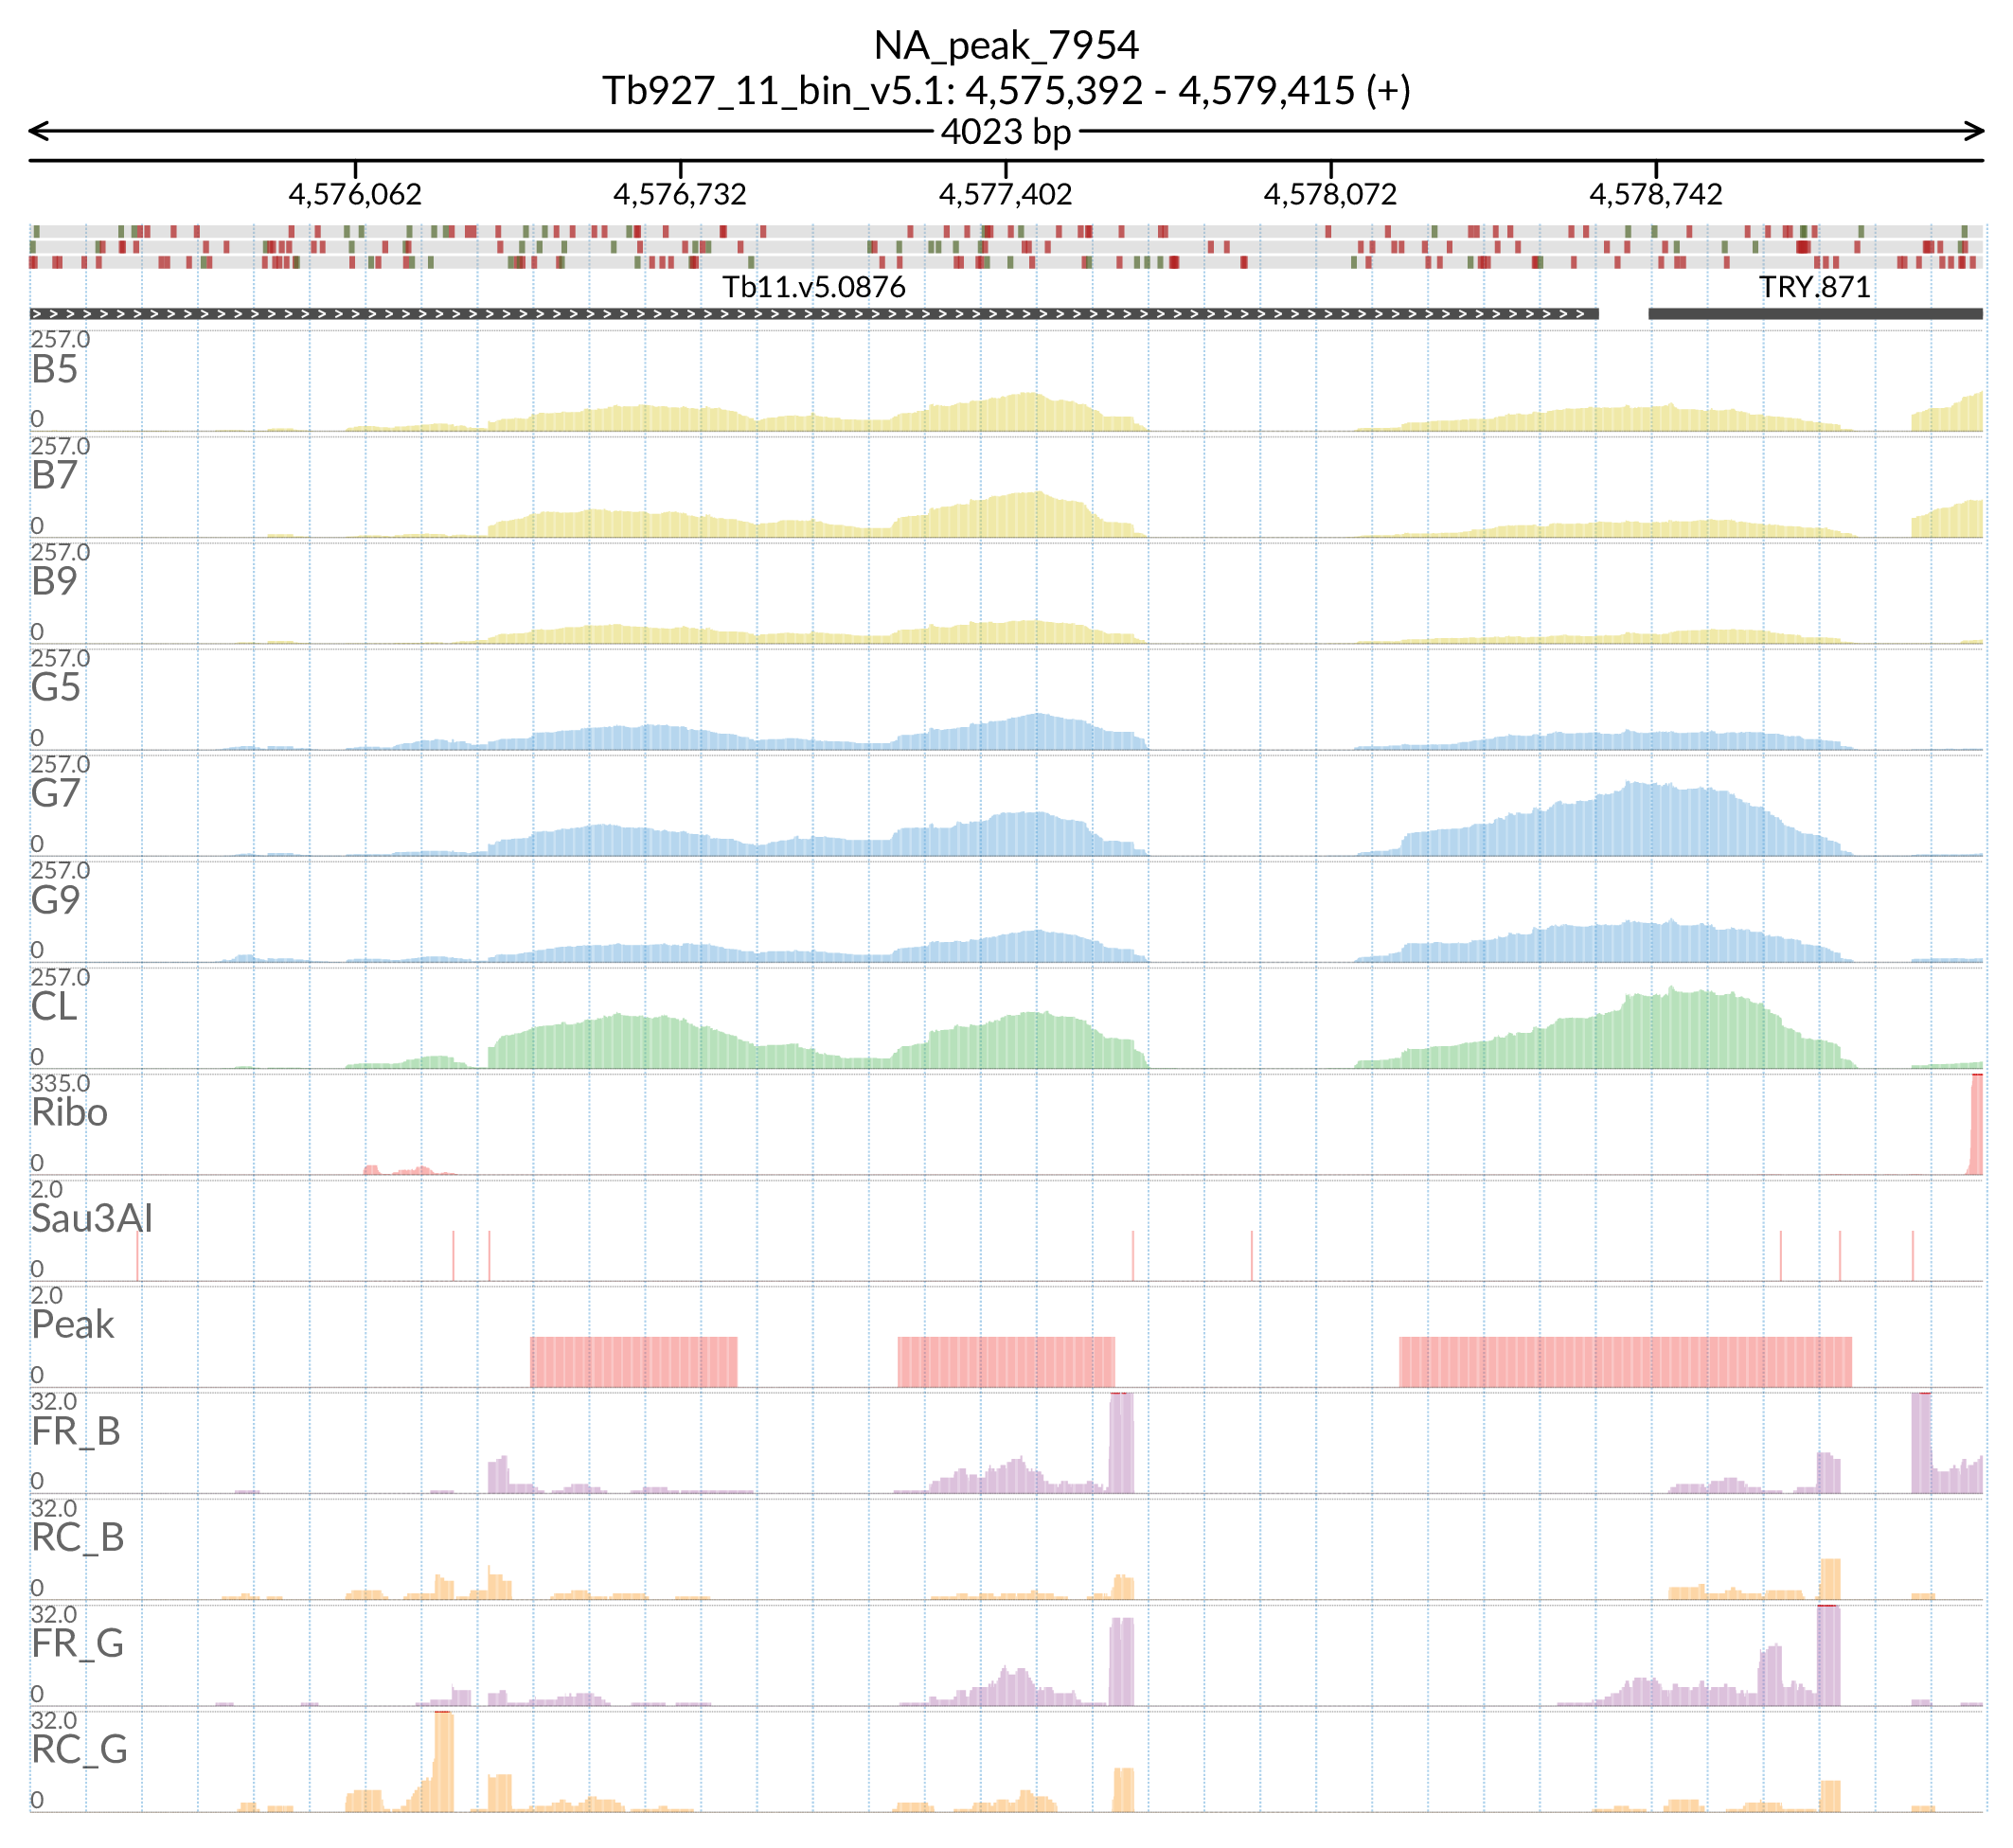 NA_peak_7954
Tb927_11_bin_v5.1: 4,575,392 - 4,579,415 (+)
4023 bp
4,576,062 4,576,732 4,577,402 4,578,072 4,578,742
Tb11.v5.0876 TRY.871
257.0
B5
0
257.0
B7
0
257.0
B9
0
257.0
G5
0
257.0
G7
0
257.0
G9
0
257.0
CL
0
335.0
Ribo
0
2.0
Sau3AI
0
2.0
Peak
0
32.0
FR_B
0
32.0
RC_B
0
32.0
FR_G
0
32.0
RC_G
0